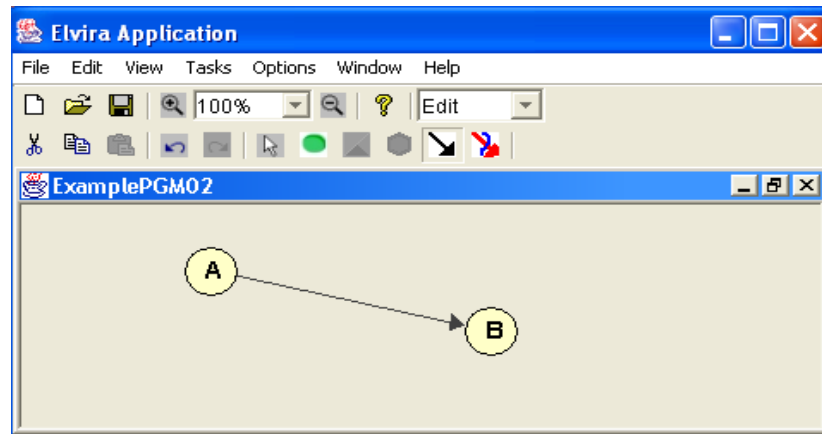 Elvira Application
File Edit View Tasks Options Window Help
100% Edit
ExamplePGM02
A
B